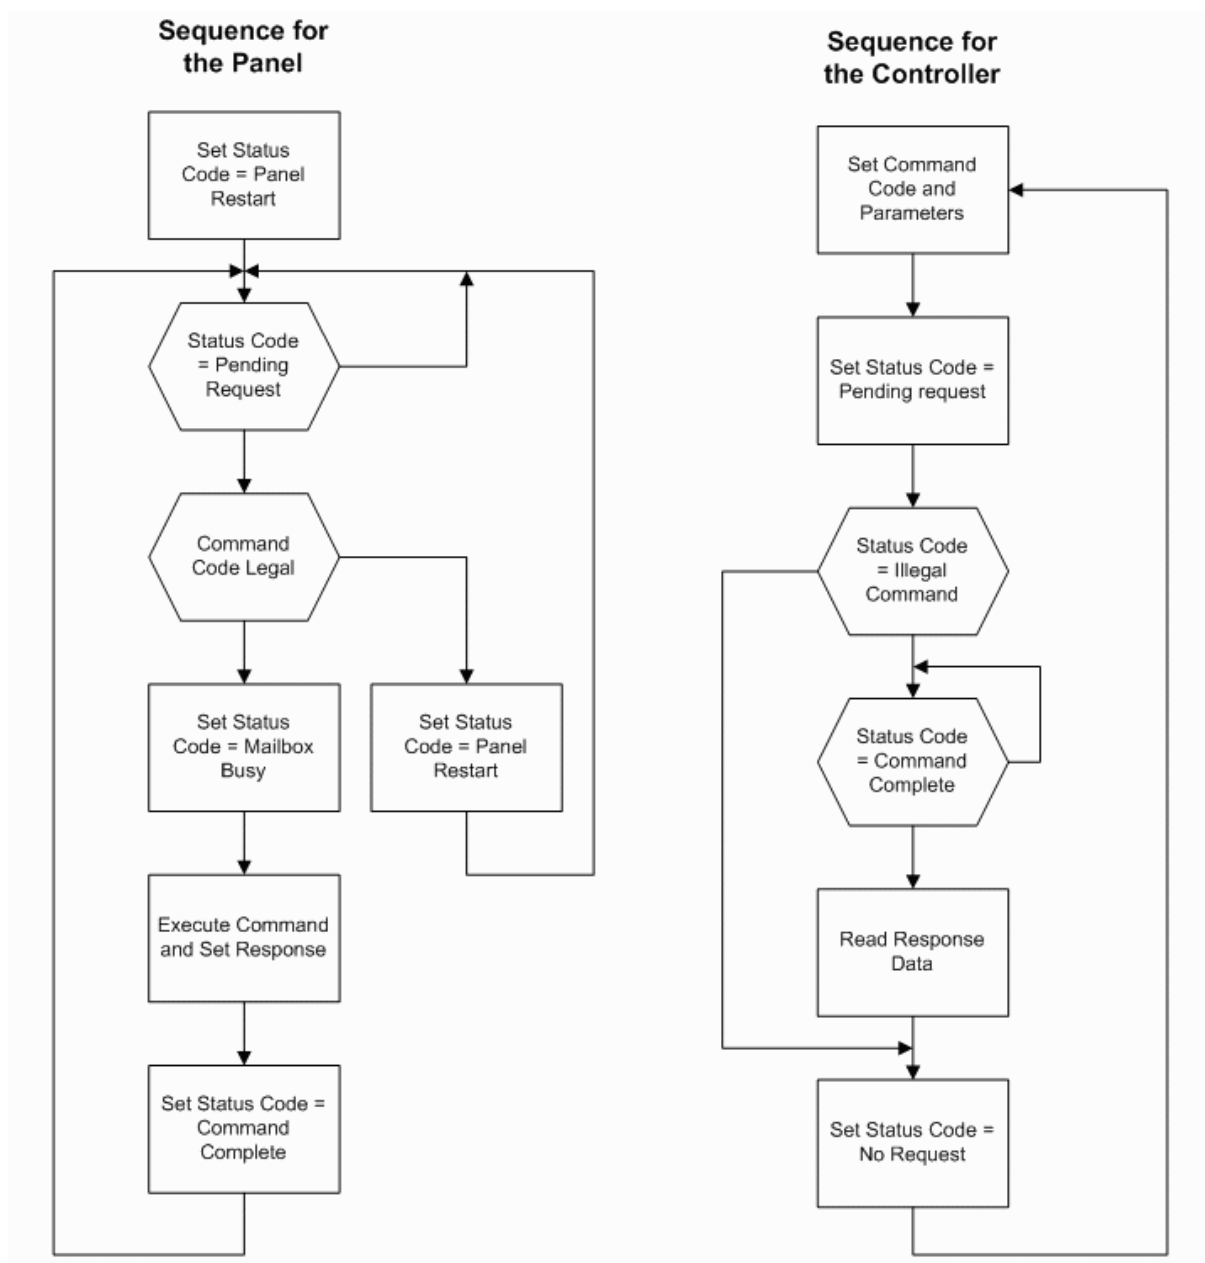 Sequence for
the Panel
Set Status
Code = Panel
Restart
Status Code
= Pending
Request
Command
Code Legal
Set Status
Code = Mailbox
Busy
Set Status
Code = Panel
Restart
Execute Command
and Set Response
Set Status Code =
Command
Complete
Sequence for
the Controller
Set Command
Code and
Parameters
Set Status Code =
Pending request
Status Code
= Illegal
Command
Status Code
= Command
Complete
Read Response
Data
Set Status Code =
No Request